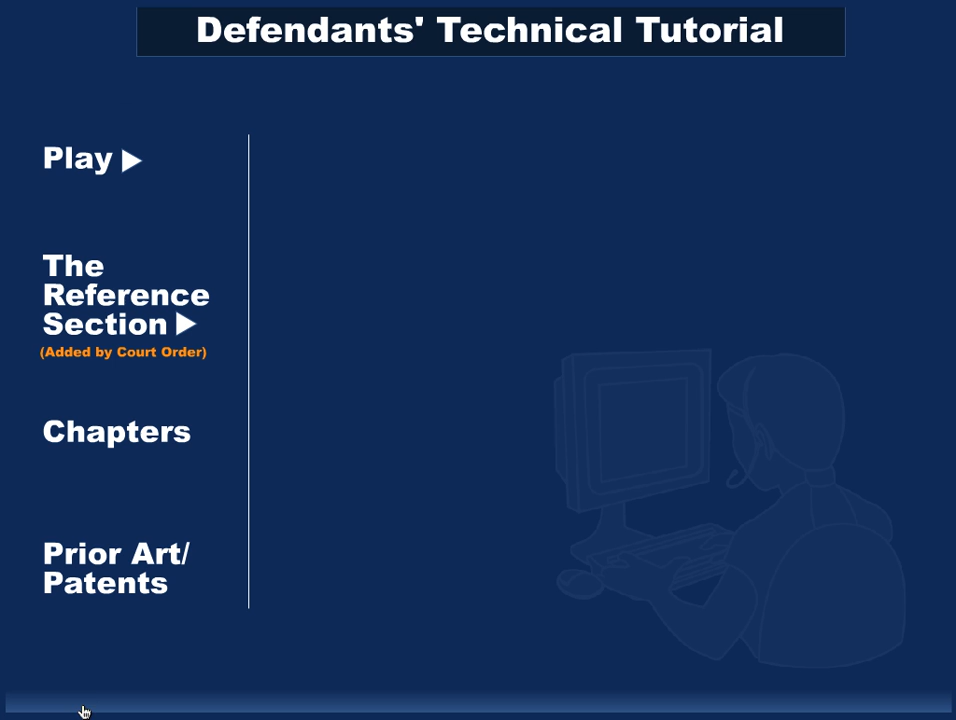 Defendants' Technical Tutorial
Play
The
Reference
Section
(Added by Court Order)
Chapters
Prior Art/
Patents